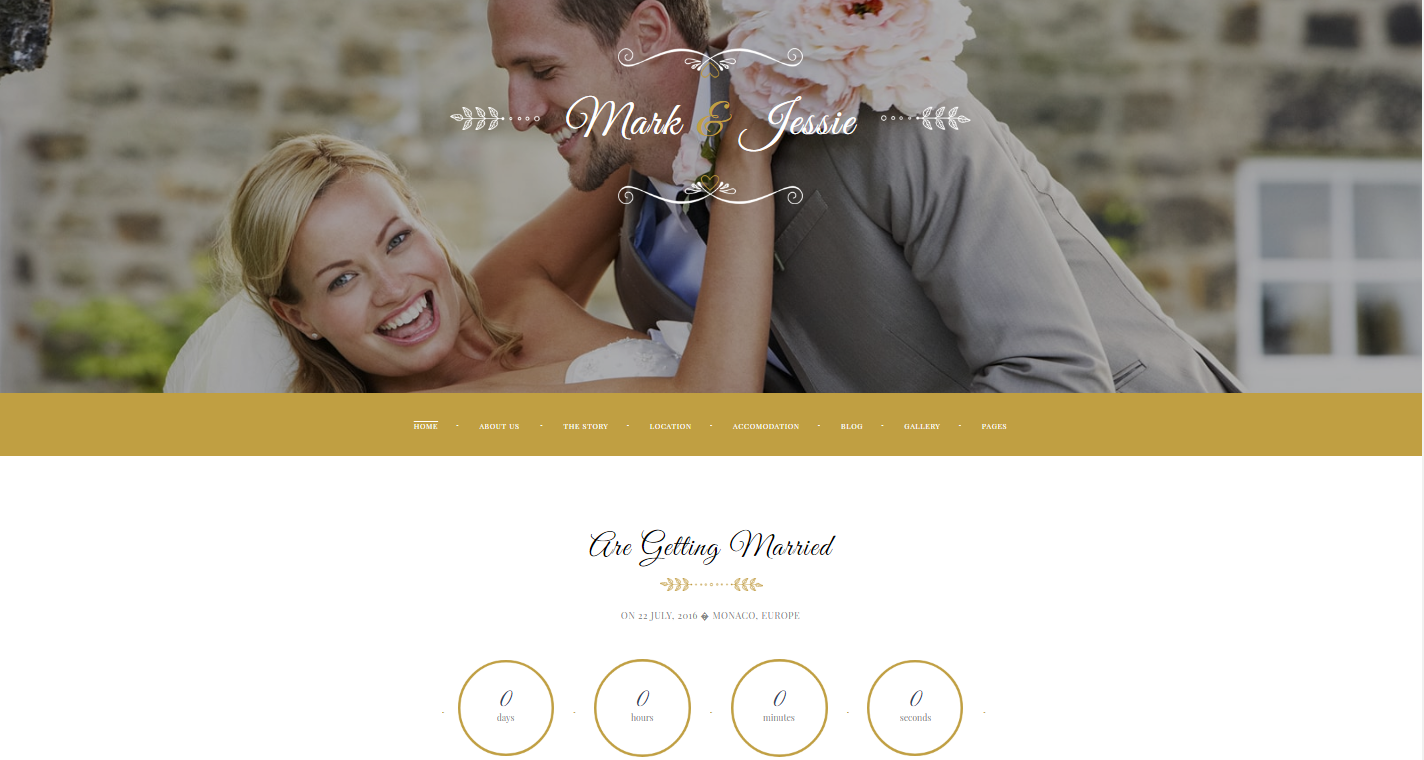 Mark & Jessie
HOME - ABOUT US - THE STORY - LOCATION - ACCOMODATION - BLOG - GALLERY - PAGES
Are Getting Married
ON 22 JULY, 2016 � MONACO, EUROPE
0 0 0 0
days hours minutes seconds